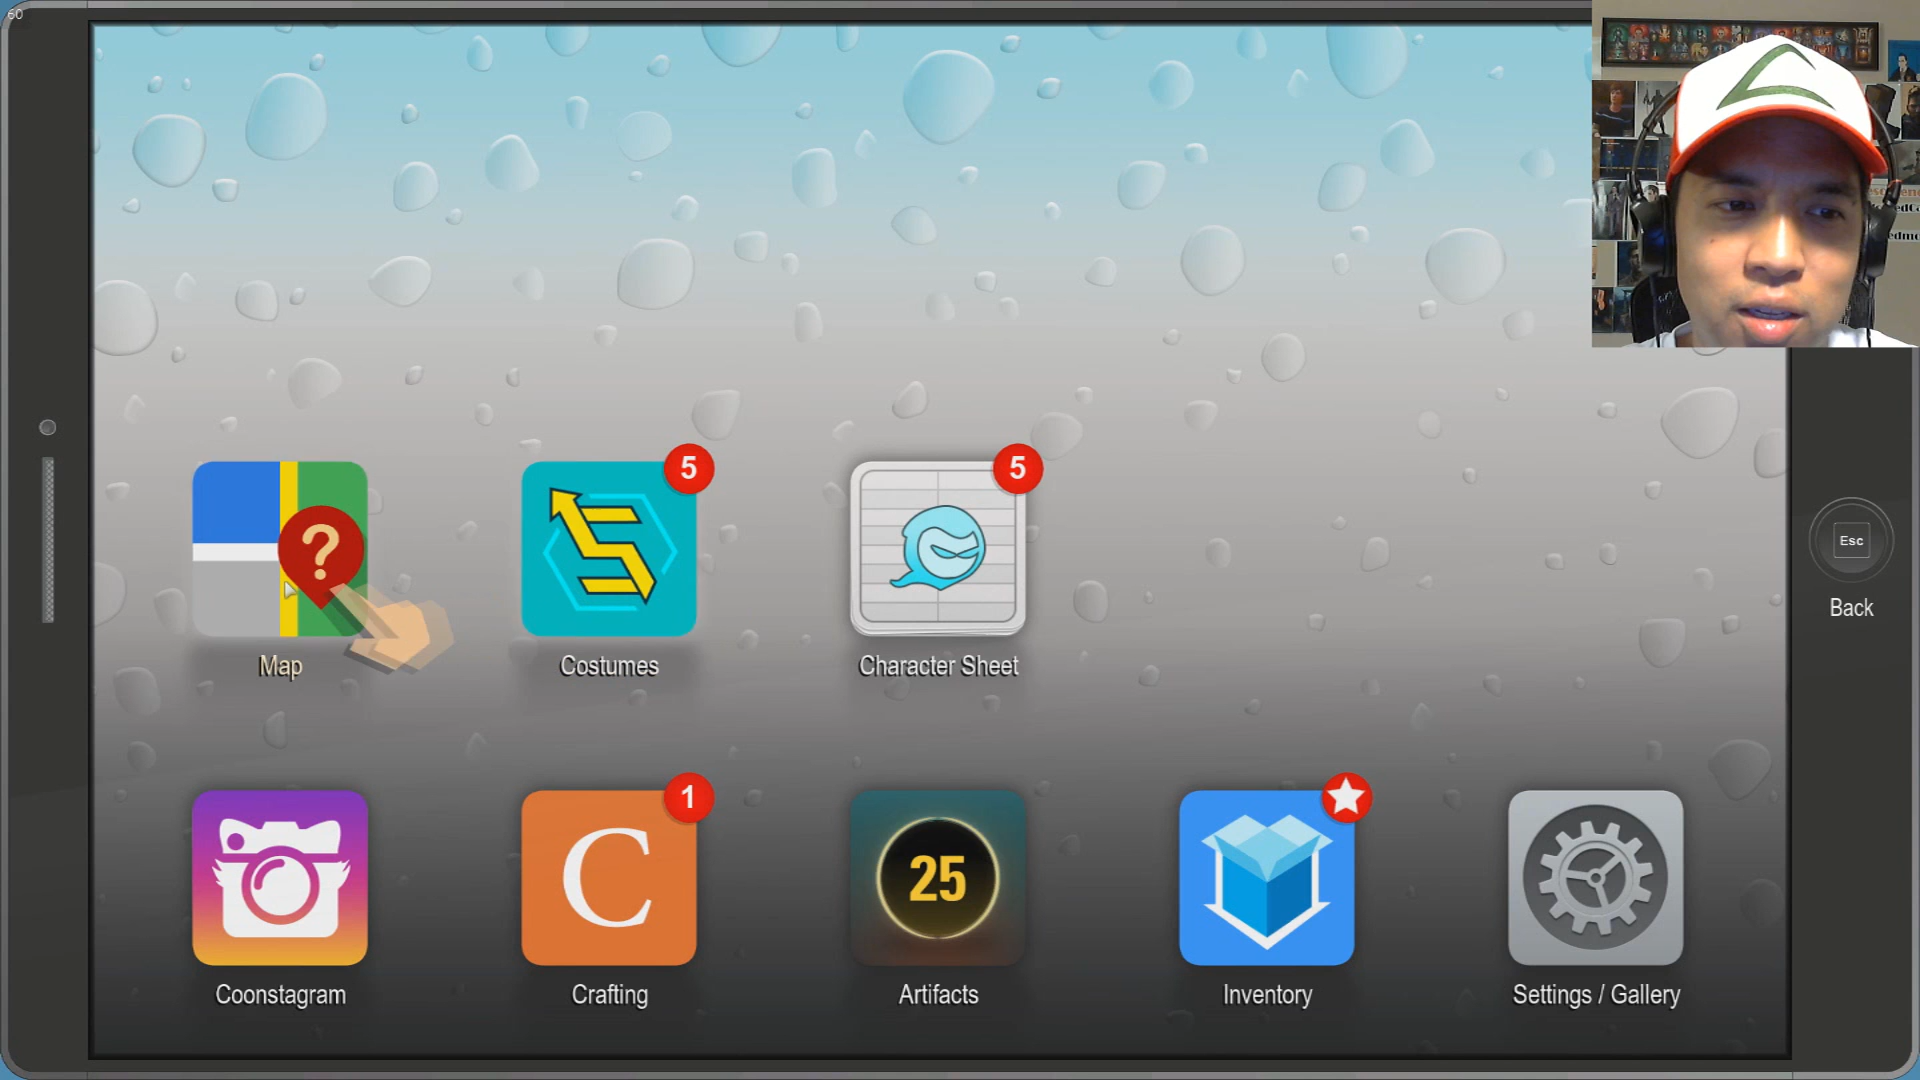 60
5
5
?
Esc
Back
Map
Costumes
Character Sheet
1
C
25
Coonstagram
Crafting
Artifacts
Inventory
Settings / Gallery